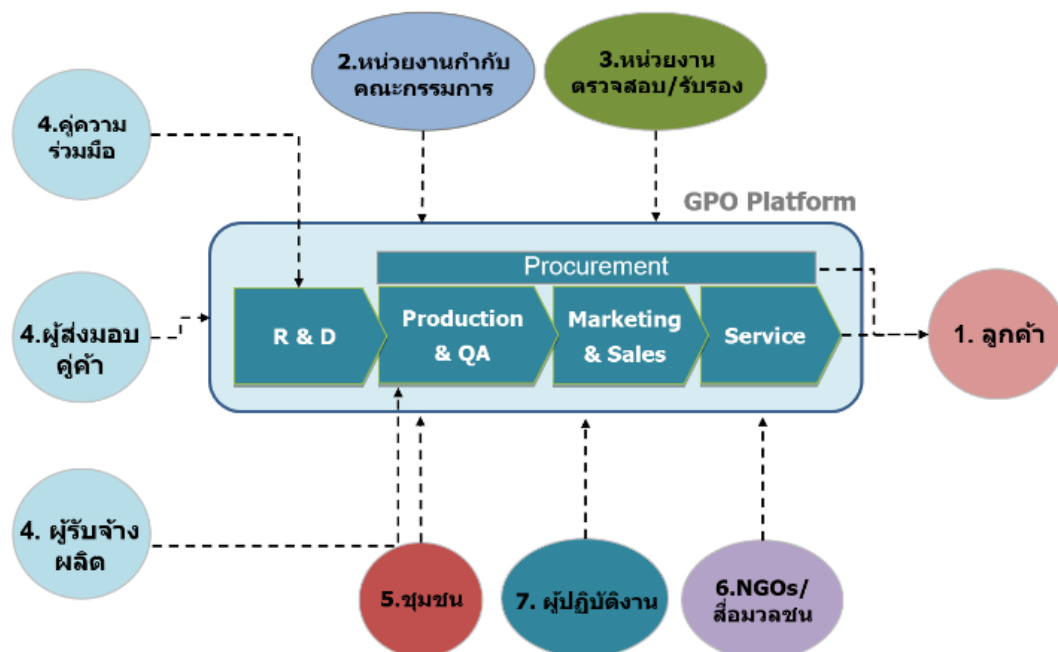 2.หน่วยงานกำกับ
คณะกรรมการ
3.หน่วยงาน
ตรวจสอบ/รับรอง
4.คู่ความ
ร่วมมือ
GPO Platform
Procurement
R & D
Production
& QA
Marketing
& Sales
Service
4.ผู้ส่งมอบ
คู่ค้า
1. ลูกค้า
4. ผู้รับจ้าง
ผลิต
5.ชุมชน
7. ผู้ปฏิบัติงาน
6.NGOs/
สื่อมวลชน